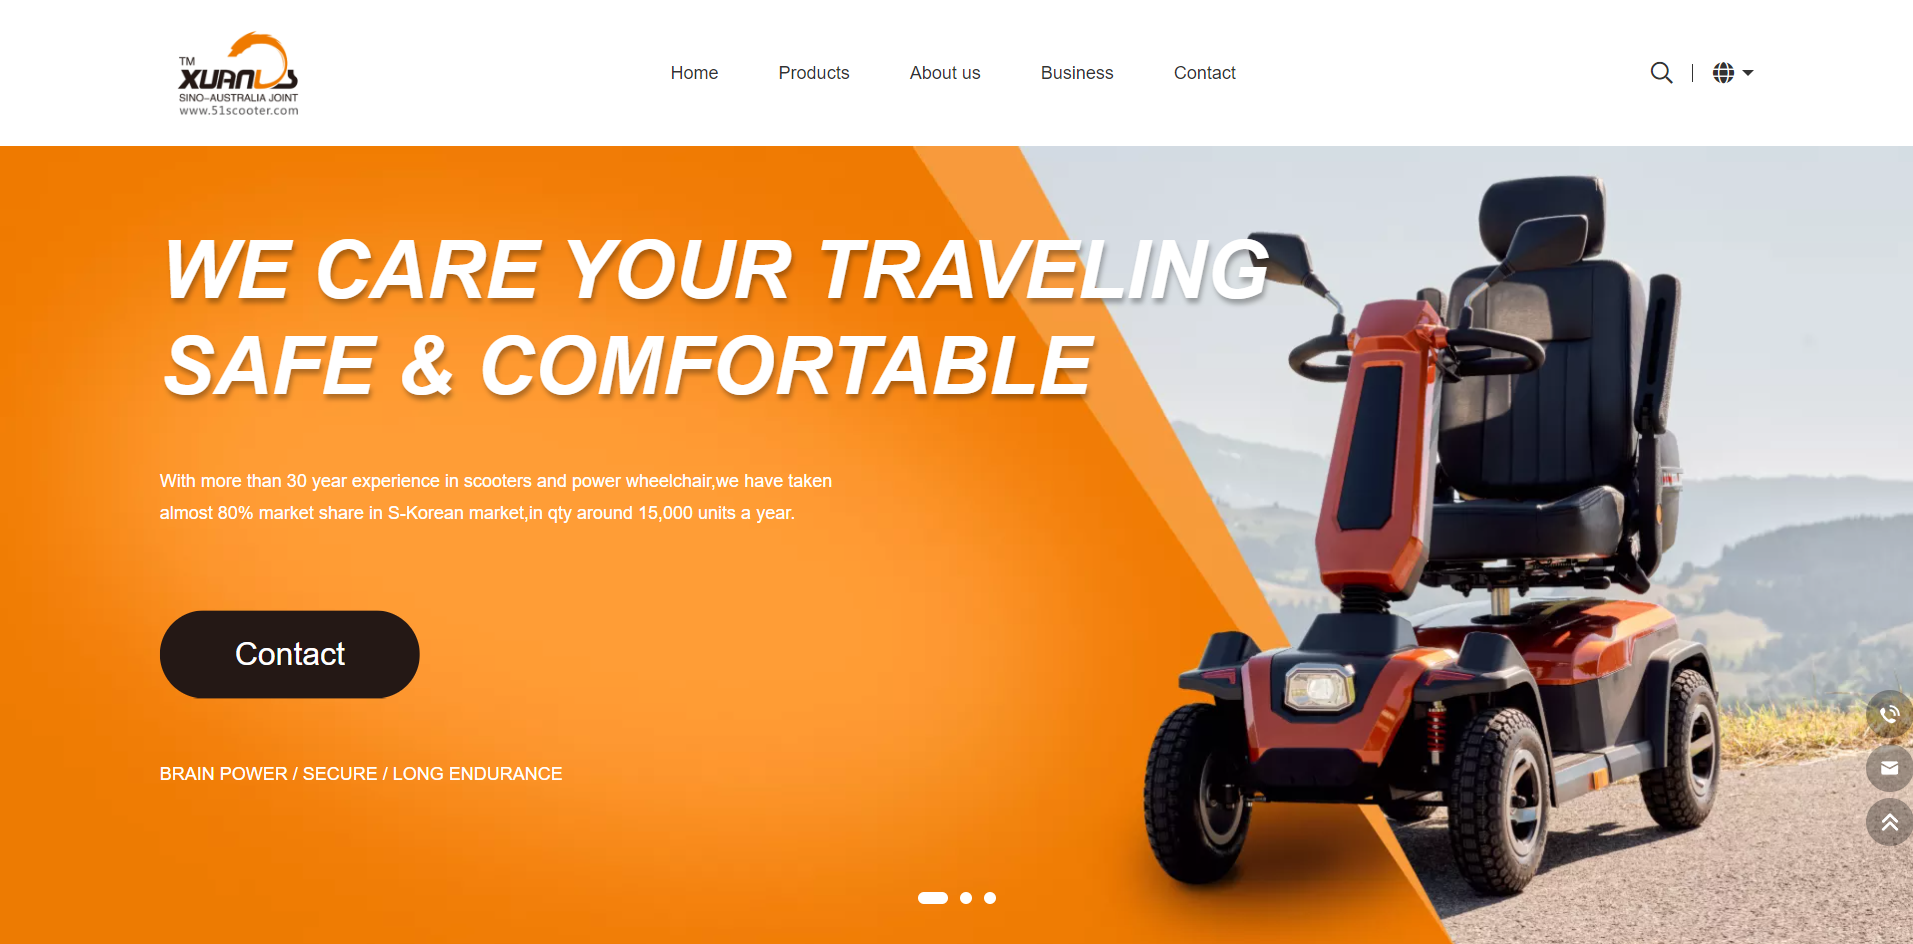 TM
XUANDS
SINO-AUSTRALIA JOINT
www.51scooter.com
Home
Products
About us
Business
Contact
WE CARE YOUR TRAVELING
SAFE & COMFORTABLE
With more than 30 year experience in scooters and power wheelchair,we have taken
almost 80% market share in S-Korean market,in qty around 15,000 units a year.
Contact
BRAIN POWER / SECURE / LONG ENDURANCE